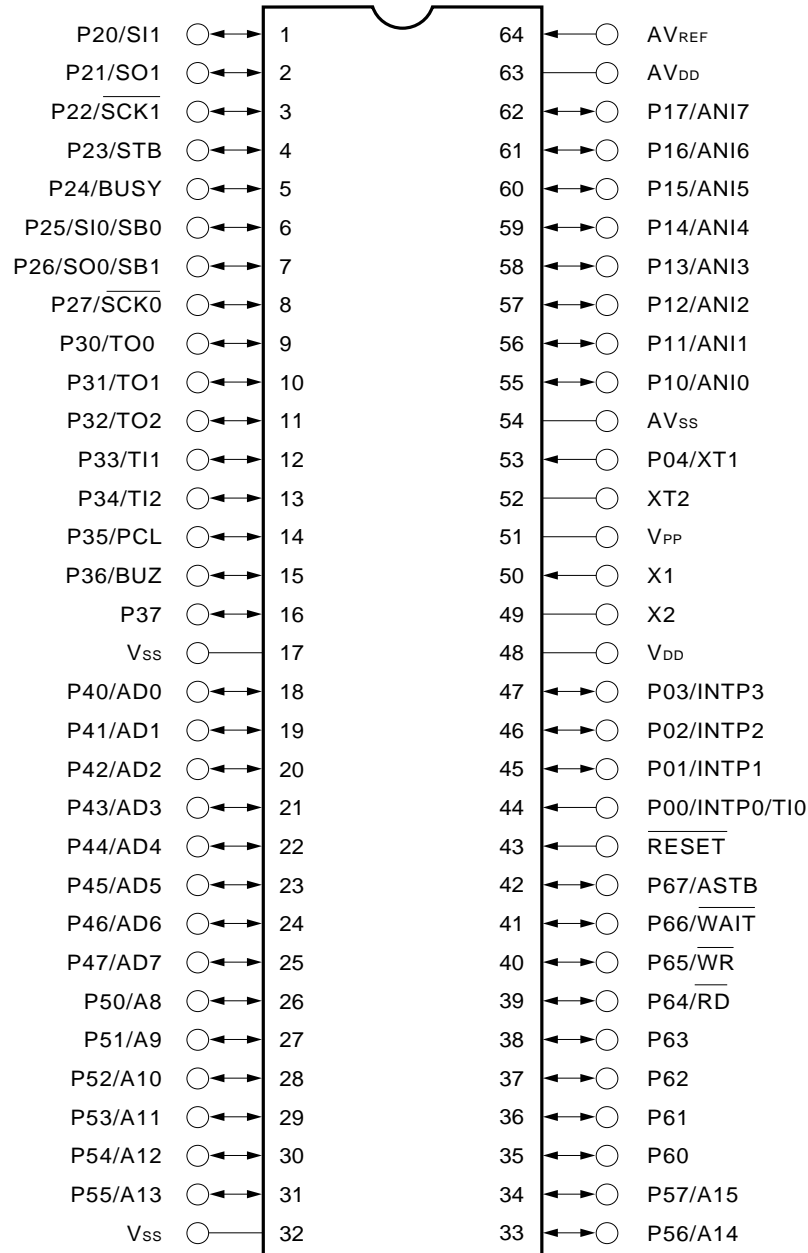 P20/SI1 1 64 AVREF
P21/SO1 2 63 AVDD
P22/SCK1 3 62 P17/ANI7
P23/STB 4 61 P16/ANI6
P24/BUSY 5 60 P15/ANI5
P25/SI0/SB0 6 59 P14/ANI4
P26/SO0/SB1 7 58 P13/ANI3
P27/SCK0 8 57 P12/ANI2
P30/TO0 9 56 P11/ANI1
P31/TO1 10 55 P10/ANI0
P32/TO2 11 54 AVSS
P33/TI1 12 53 P04/XT1
P34/TI2 13 52 XT2
P35/PCL 14 51 VPP
P36/BUZ 15 50 X1
P37 16 49 X2
VSS 17 48 VDD
P40/AD0 18 47 P03/INTP3
P41/AD1 19 46 P02/INTP2
P42/AD2 20 45 P01/INTP1
P43/AD3 21 44 P00/INTP0/TI0
P44/AD4 22 43 RESET
P45/AD5 23 42 P67/ASTB
P46/AD6 24 41 P66/WAIT
P47/AD7 25 40 P65/WR
P50/A8 26 39 P64/RD
P51/A9 27 38 P63
P52/A10 28 37 P62
P53/A11 29 36 P61
P54/A12 30 35 P60
P55/A13 31 34 P57/A15
VSS 32 33 P56/A14